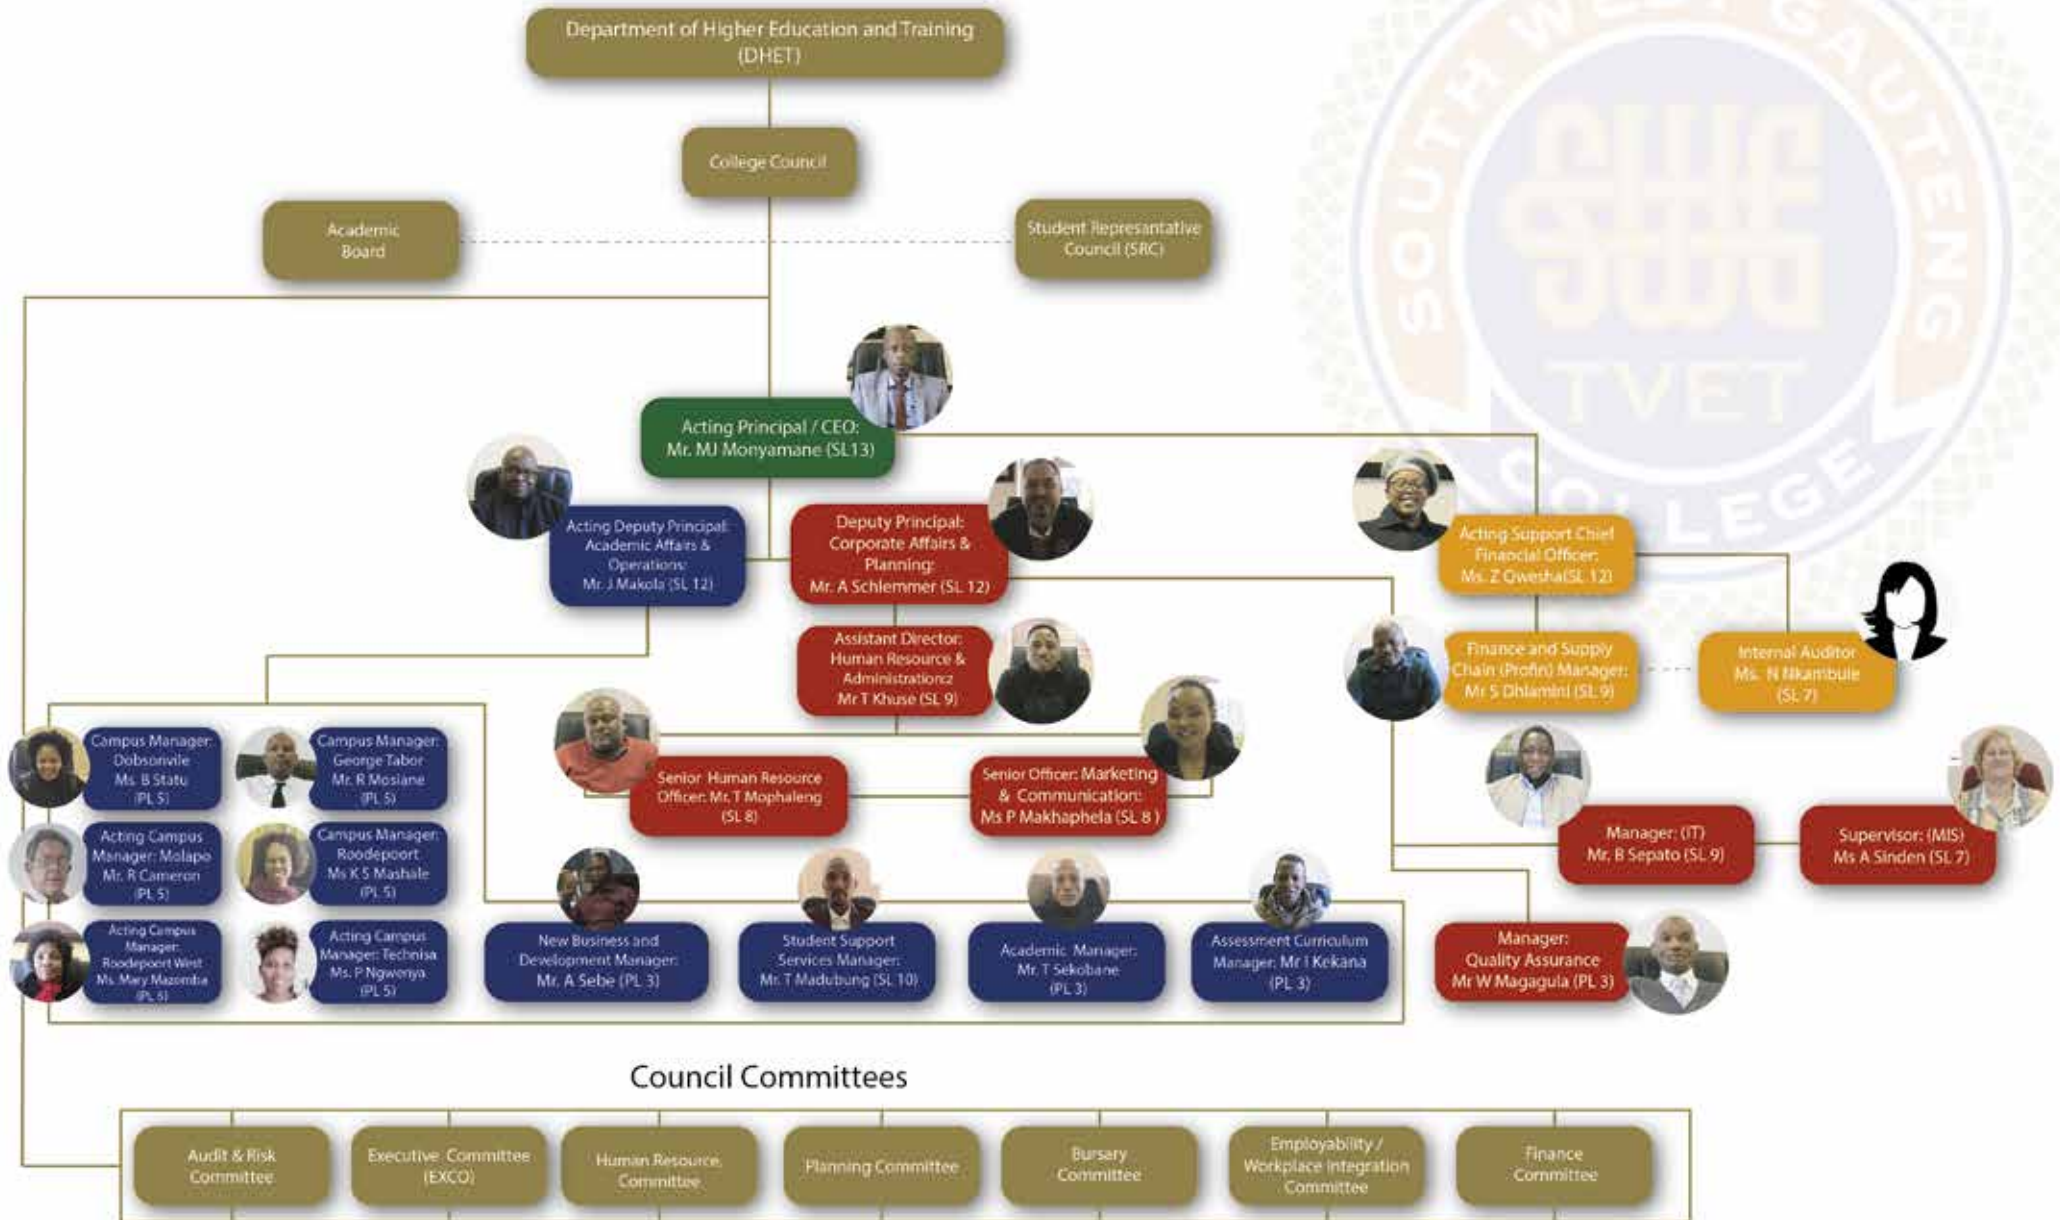 Department of Higher Education and Training
(DHET)
College Council
Academic
Board
Student Represantative
Council (SRC)
SOUTH WEST GAUTENG
SWG
TVET
COLLEGE
Acting Principal / CEO:
Mr. MJ Monyamane (SL13)
Acting Deputy Principal:
Academic Affairs &
Operations:
Mr. J Makola (SL 12)
Deputy Principal:
Corporate Affairs &
Planning:
Mr. A Schlemmer (SL 12)
Acting Support Chief
Financial Officer:
Ms. Z Qwesha(SL 12)
Assistant Director:
Human Resource &
Administration:z
Mr T Khuse (SL 9)
Finance and Supply
Chain (Profin) Manager:
Mr S Dhlamini (SL 9)
Internal Auditor
Ms. N Nkambule
(SL 7)
Campus Manager:
Dobsonvile
Ms. B Statu
(PL 5)
Campus Manager:
George Tabor
Mr. R Mosiane
(PL 5)
Senior Human Resource
Officer: Mr. T Mophaleng
(SL 8)
Senior Officer: Marketing
& Communication:
Ms P Makhaphela (SL 8 )
Acting Campus
Manager: Molapo
Mr. R Cameron
(PL 5)
Campus Manager:
Roodepoort
Ms K S Mashale
(PL 5)
Manager: (IT)
Mr. B Sepato (SL 9)
Supervisor: (MIS)
Ms A Sinden (SL 7)
Acting Campus
Manager:
Roodepoort West
Ms. Mary Mazomba
Acting Campus
Manager: Technisa
Ms. P Ngwenya
(PL 5)
New Business and
Development Manager:
Mr. A Sebe (PL 3)
Student Support
Services Manager:
Mr. T Madubung (SL 10)
Academic Manager:
Mr. T Sekobane
(PL 3)
Assessment Curriculum
Manager: Mr I Kekana
(PL 3)
Manager:
Quality Assurance
Mr W Magagula (PL 3)
Council Committees
Audit & Risk
Committee
Executive Committee
(EXCO)
Human Resource,
Committee
Planning Committee
Bursary
Committee
Employability /
Workplace Integration
Committee
Finance
Committee